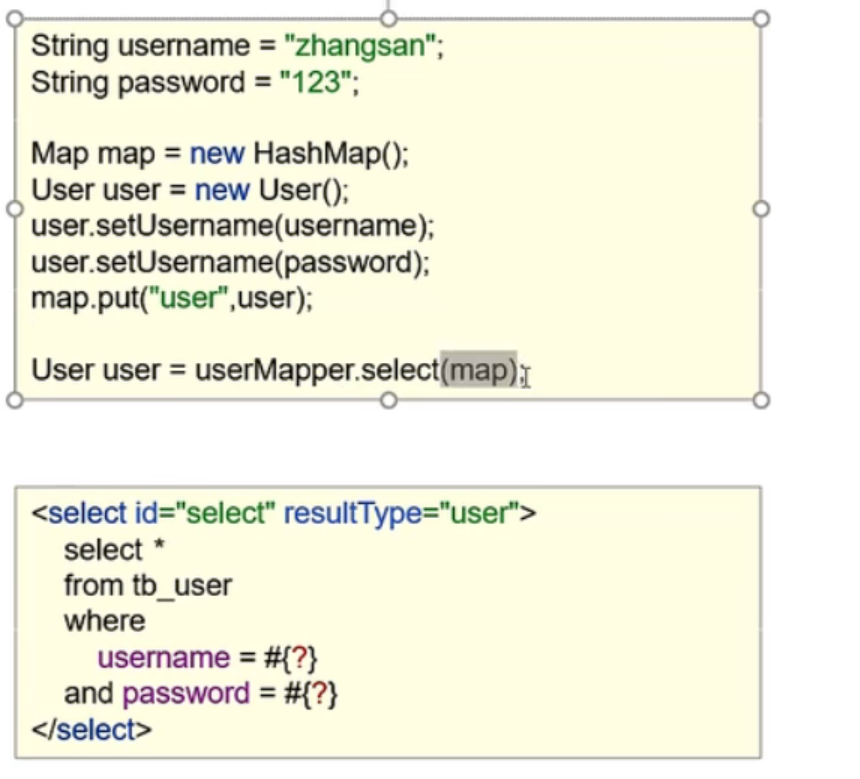 String username = "zhangsan";
String password = "123";
Map map = new HashMap();
User user = new User();
user.setUsername(username);
user.setUsername(password);
map.put("user",user);
User user = userMapper.select(map);
<select id="select" resultType="user">
select *
from tb_user
where
username = #{?}
and password = #{?}
</select>